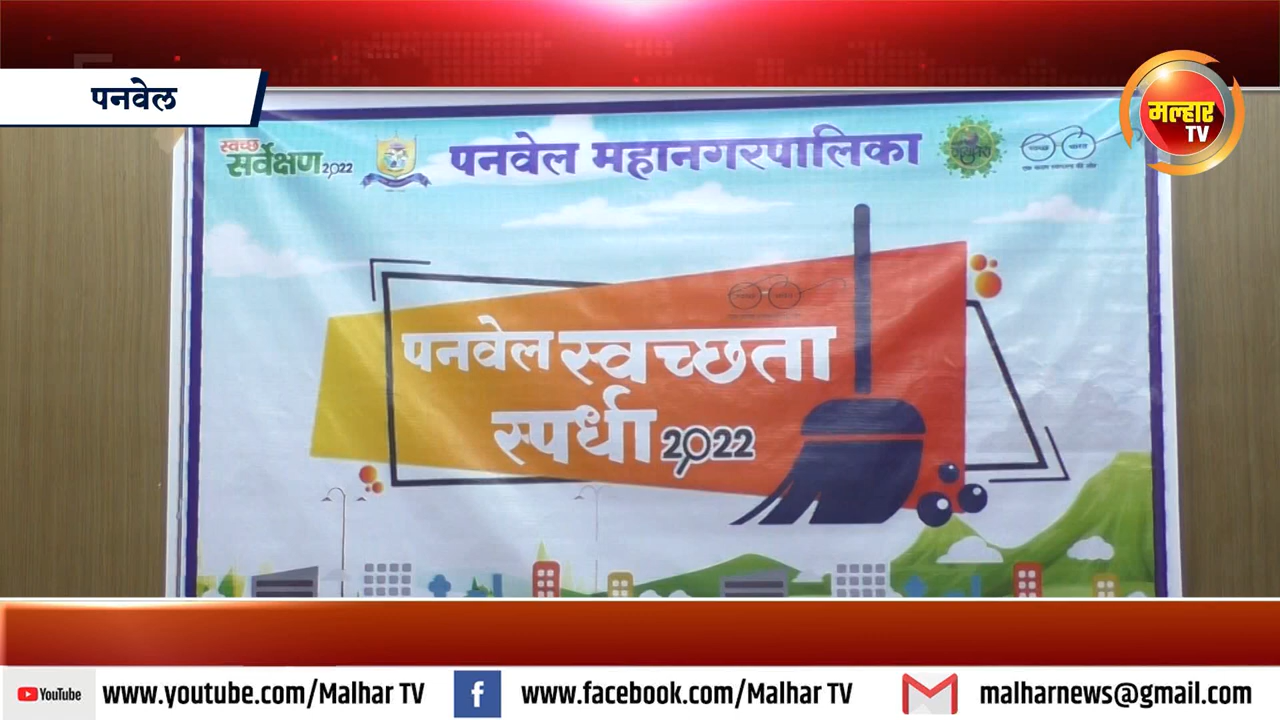 पनवेल
मल्हार
TV
स्वच्छ
सर्वेक्षण 2022
पनवेल महानगरपालिका
पनवेल स्वच्छता
स्पर्धा 2022
YouTube
www.youtube.com/Malhar TV
www.facebook.com/Malhar TV
malharnews@gmail.com